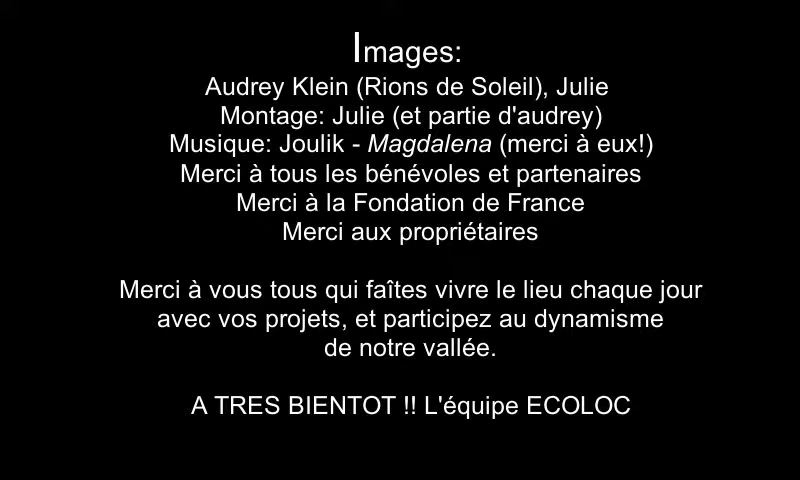 Images:
Audrey Klein (Rions de Soleil), Julie
Montage: Julie (et partie d'audrey)
Musique: Joulik - Magdalena (merci à eux!)
Merci à tous les bénévoles et partenaires
Merci à la Fondation de France
Merci aux propriétaires
Merci à vous tous qui faîtes vivre le lieu chaque jour
avec vos projets, et participez au dynamisme
de notre vallée.
A TRES BIENTOT !! L'équipe ECOLOC